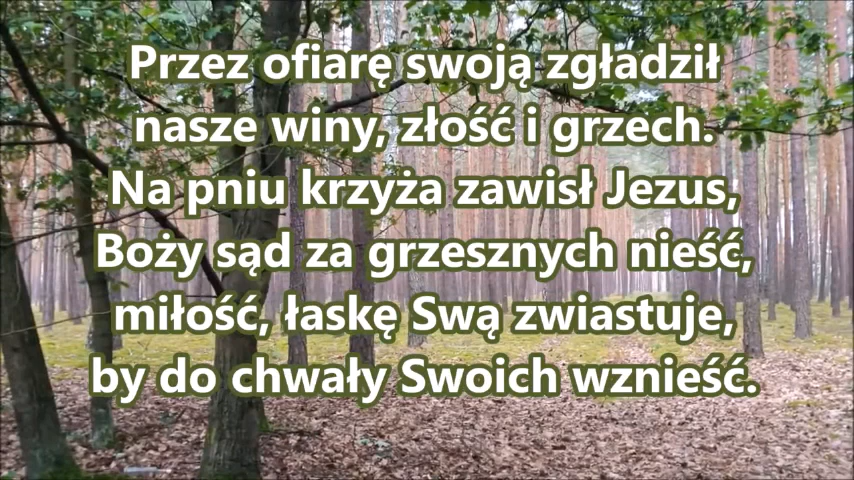 Przez ofiarę swoją zgładził
nasze winy, złość i grzech.
Na pniu krzyża zawisł Jezus,
Boży sąd za grzesznych nieść,
miłość, łaskę Swą zwiastuje,
by do chwały Swoich wznieść.